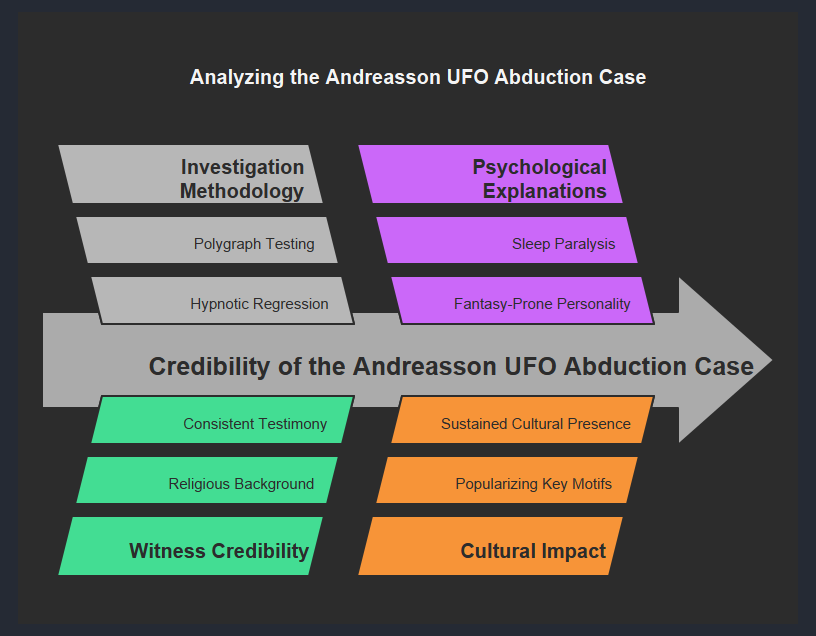 Analyzing the Andreasson UFO Abduction Case
Investigation
Methodology
Psychological
Explanations
Polygraph Testing
Sleep Paralysis
Hypnotic Regression
Fantasy-Prone Personality
Credibility of the Andreasson UFO Abduction Case
Consistent Testimony
Sustained Cultural Presence
Religious Background
Popularizing Key Motifs
Witness Credibility
Cultural Impact